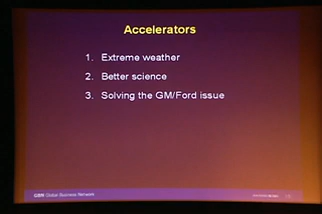 Accelerators
1. Extreme weather
2. Better science
3. Solving the GM/Ford issue
GBN Global Business Network